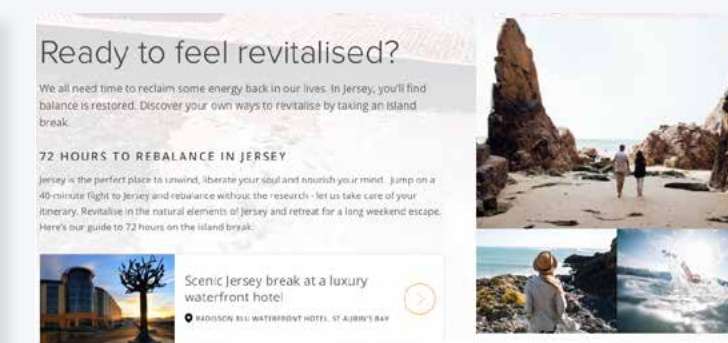 Ready to feel revitalised?
We all need time to reclaim some energy back in our lives. In Jersey, you'll find
balance is restored. Discover your own ways to revitalise by taking an island
break.
72 HOURS TO REBALANCE IN JERSEY
Jersey is the perfect place to unwind, liberate your soul and nourish your mind. Jump on a
40-minute flight to Jersey and rebalance without the research - let us take care of your
itinerary. Revitalise in the natural elements of Jersey and retreat for a long weekend escape.
Here's our guide to 72 hours on the island break.
Scenic Jersey break at a luxury
waterfront hotel
RADISSON BLU WATERFRONT HOTEL, ST AUBIN'S BAY